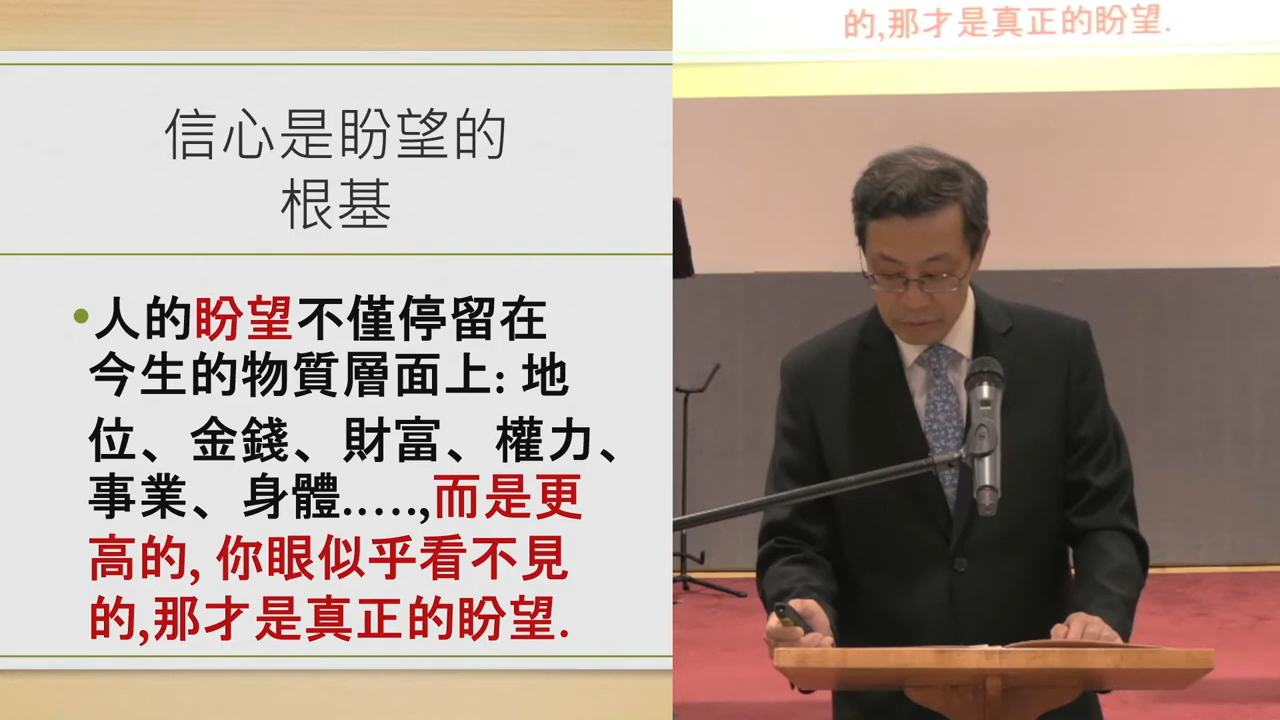 信心是盼望的
根基
•人的盼望不僅停留在
今生的物質層面上: 地
位、金錢、財富、權力、
事業、身體.….,而是更
高的, 你眼似乎看不見
的,那才是真正的盼望.
的,那才是真正的盼望.